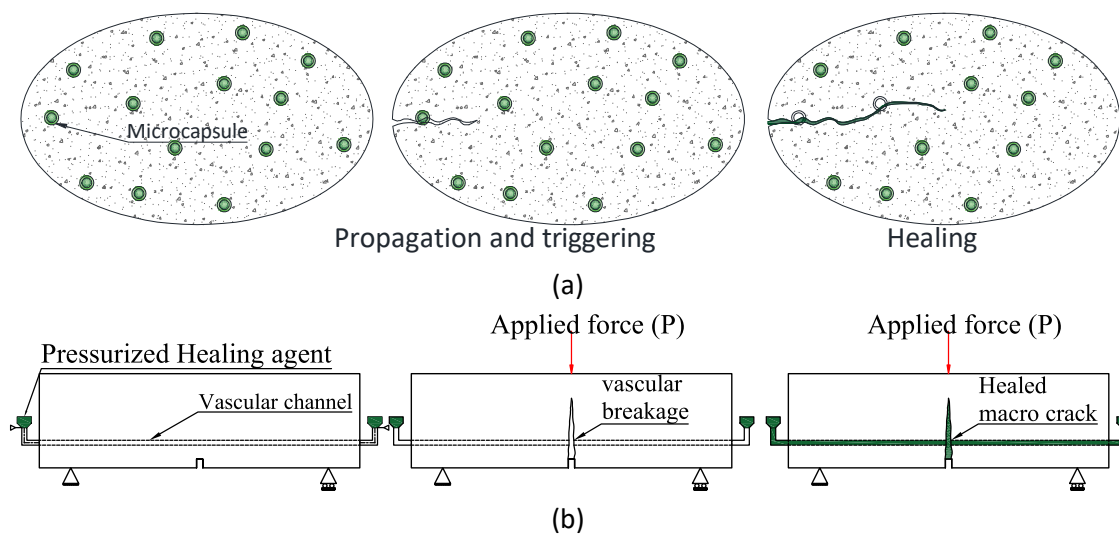 Microcapsule
Propagation and triggering
Healing
(a)
Applied force (P)
Applied force (P)
Pressurized Healing agent
Vascular channel
vascular
breakage
Healed
macro crack
(b)